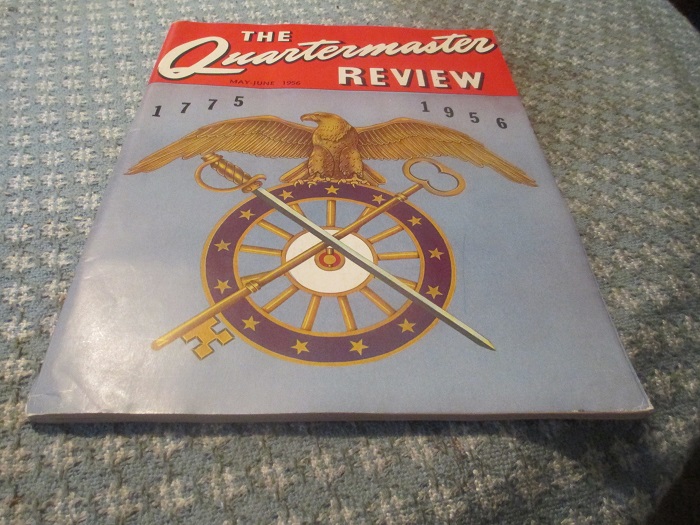 THE
Quartermaster
REVIEW
MAY-JUNE 1956
1775 1956